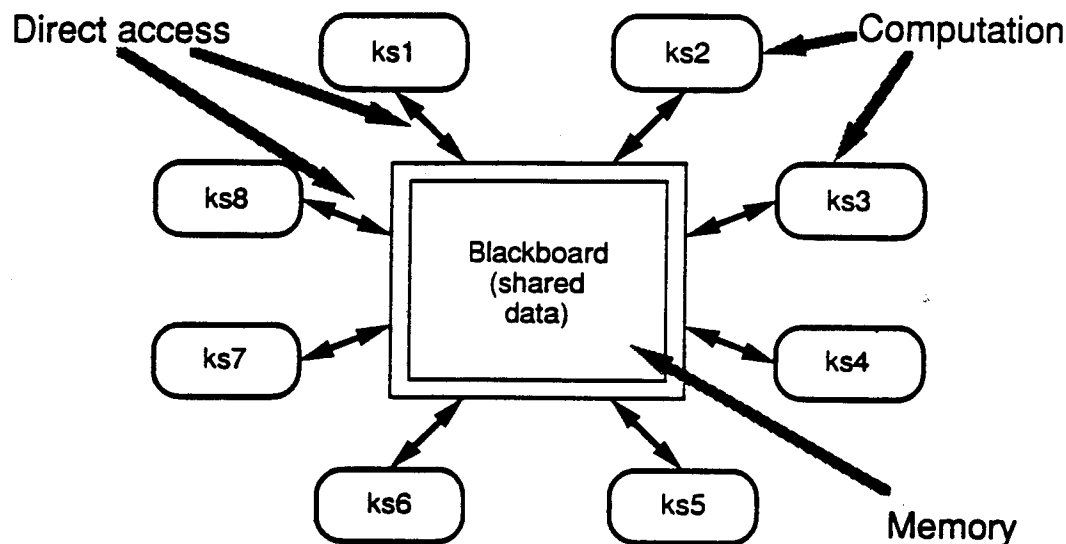 Direct access
ks1
ks2
Computation
ks8
ks3
Blackboard
(shared
data)
ks7
ks4
ks6
ks5
Memory